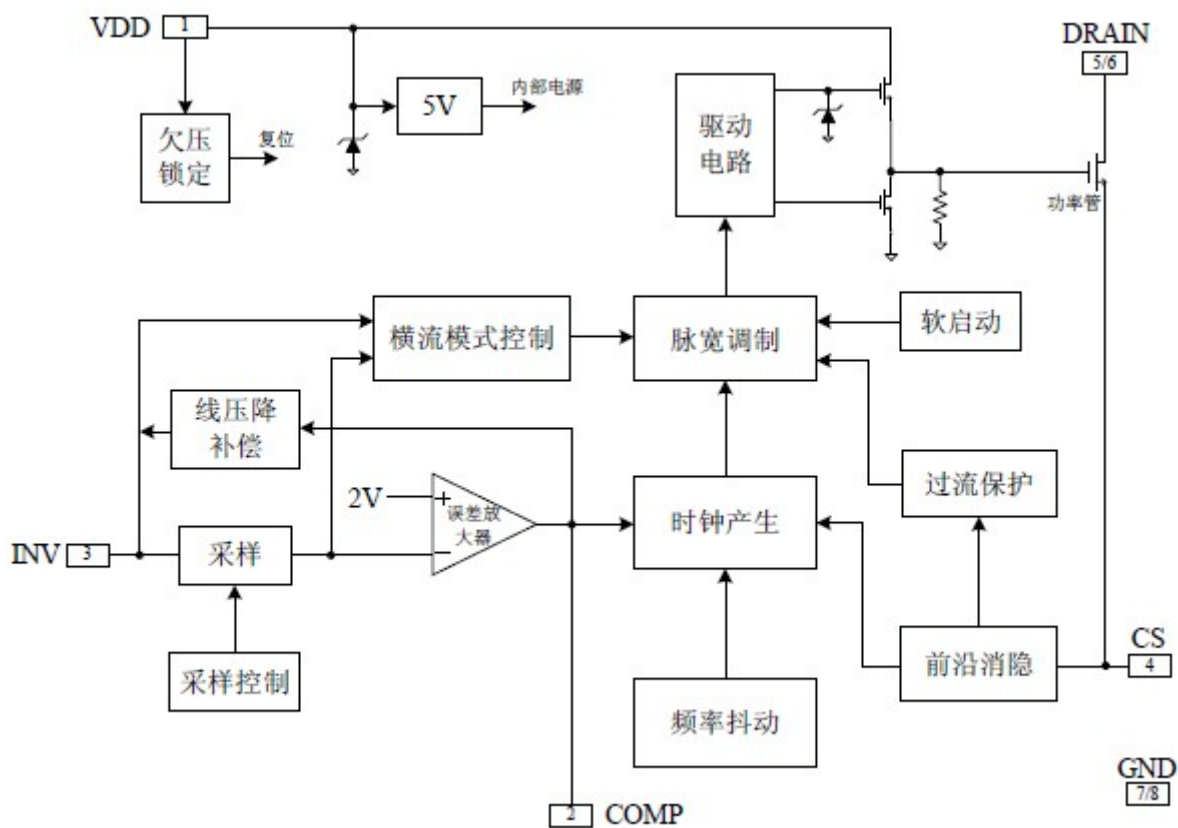 VDD 1
DRAIN
5/6
5V
内部电源
欠压
锁定
复位
驱动
电路
功率管
横流模式控制
脉宽调制
软启动
线压降
补偿
2V
+
误差放
大器
−
时钟产生
过流保护
INV 3
采样
采样控制
频率抖动
前沿消隐
CS
4
2 COMP
GND
7/8